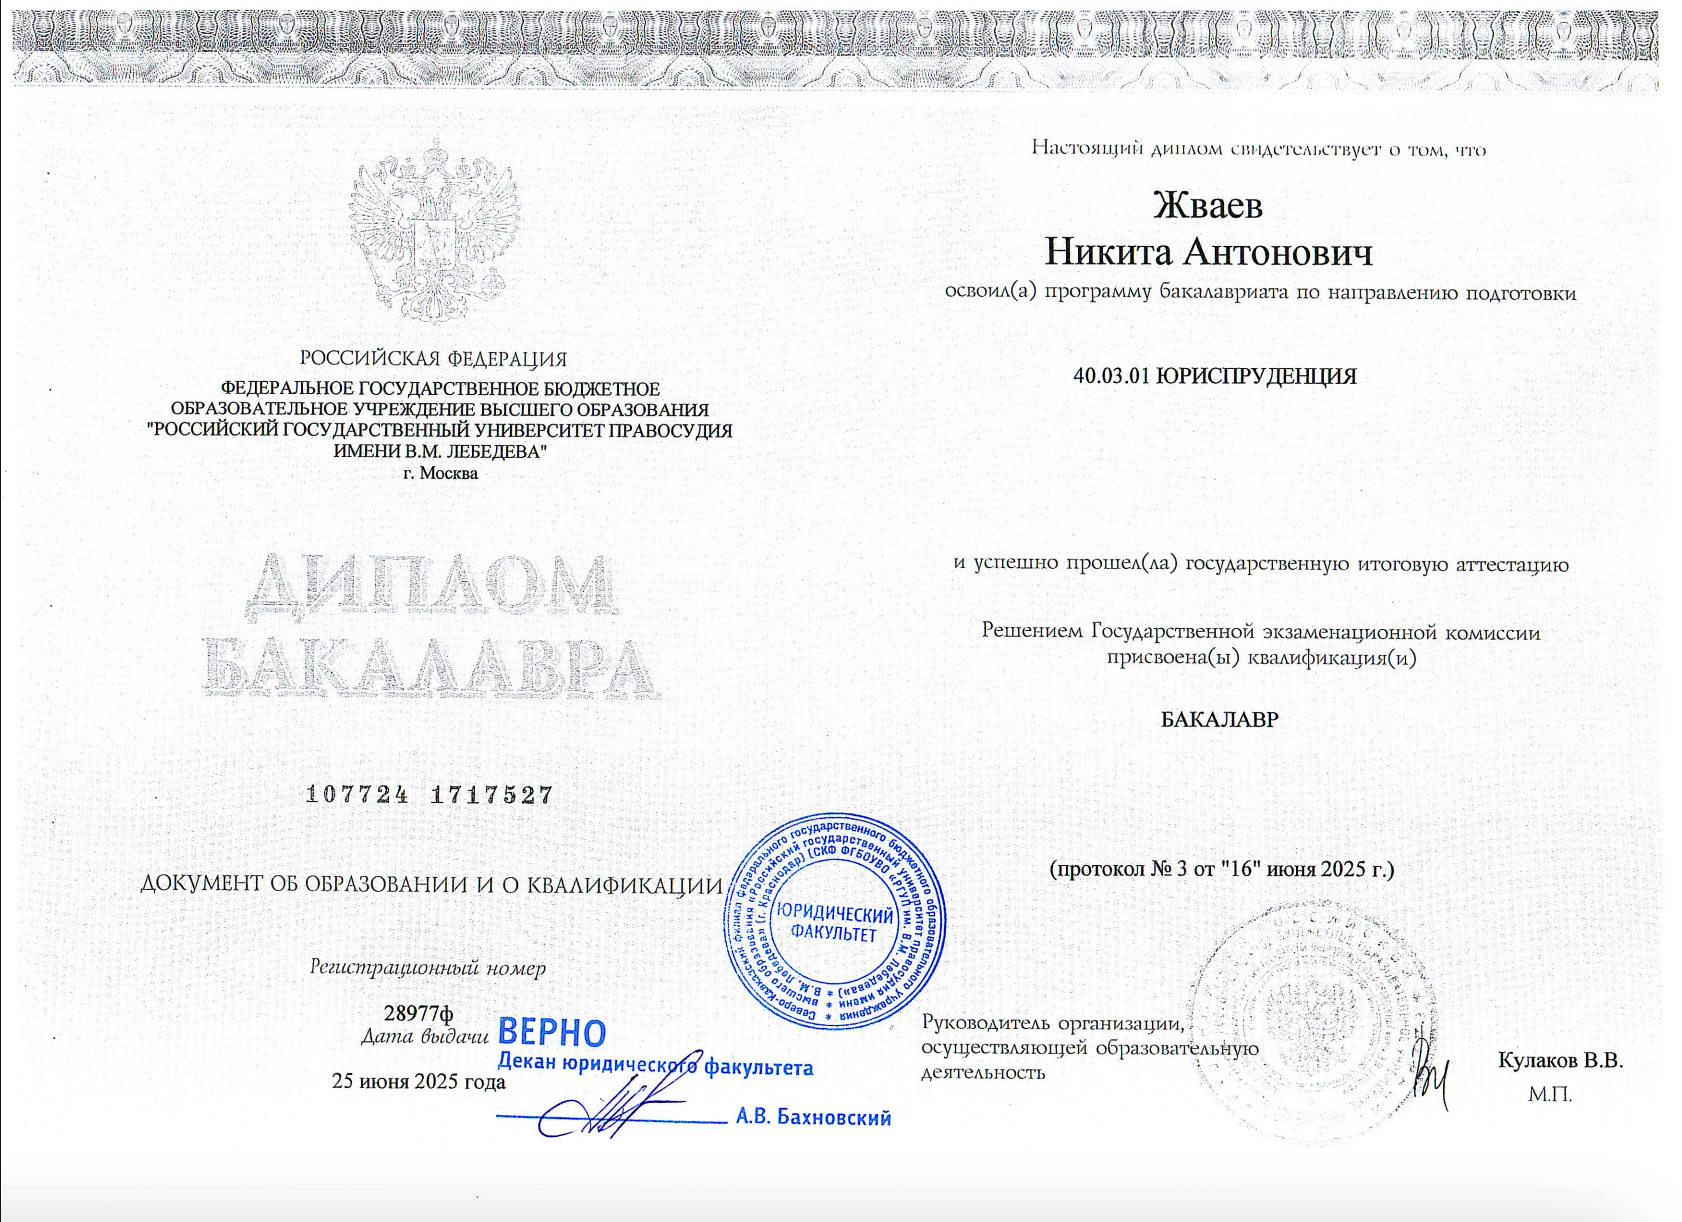 РОССИЙСКАЯ ФЕДЕРАЦИЯ
ФЕДЕРАЛЬНОЕ ГОСУДАРСТВЕННОЕ БЮДЖЕТНОЕ
ОБРАЗОВАТЕЛЬНОЕ УЧРЕЖДЕНИЕ ВЫСШЕГО ОБРАЗОВАНИЯ
"РОССИЙСКИЙ ГОСУДАРСТВЕННЫЙ УНИВЕРСИТЕТ ПРАВОСУДИЯ
ИМЕНИ В.М. ЛЕБЕДЕВА"
г. Москва
ДИПЛОМ
БАКАЛАВРА
107724 1717527
ДОКУМЕНТ ОБ ОБРАЗОВАНИИ И О КВАЛИФИКАЦИИ
Регистрационный номер
28977ф
Дата выдачи
25 июня 2025 года
ВЕРНО
Декан юридического факультета
А.В. Бахновский
Северо-Кавказский филиал федерального государственного бюджетного образовательного учреждения
высшего образования «Российский государственный университет правосудия имени
В.М. Лебедева» (г. Краснодар) (СКФ ФГБОУВО «РГУП им. В.М. Лебедева»)
ЮРИДИЧЕСКИЙ
ФАКУЛЬТЕТ
Настоящий диплом свидетельствует о том, что
Жваев
Никита Антонович
освоил(а) программу бакалавриата по направлению подготовки
40.03.01 ЮРИСПРУДЕНЦИЯ
и успешно прошел(ла) государственную итоговую аттестацию
Решением Государственной экзаменационной комиссии
присвоена(ы) квалификация(и)
БАКАЛАВР
(протокол № 3 от "16" июня 2025 г.)
Руководитель организации,
осуществляющей образовательную
деятельность
Кулаков В.В.
М.П.